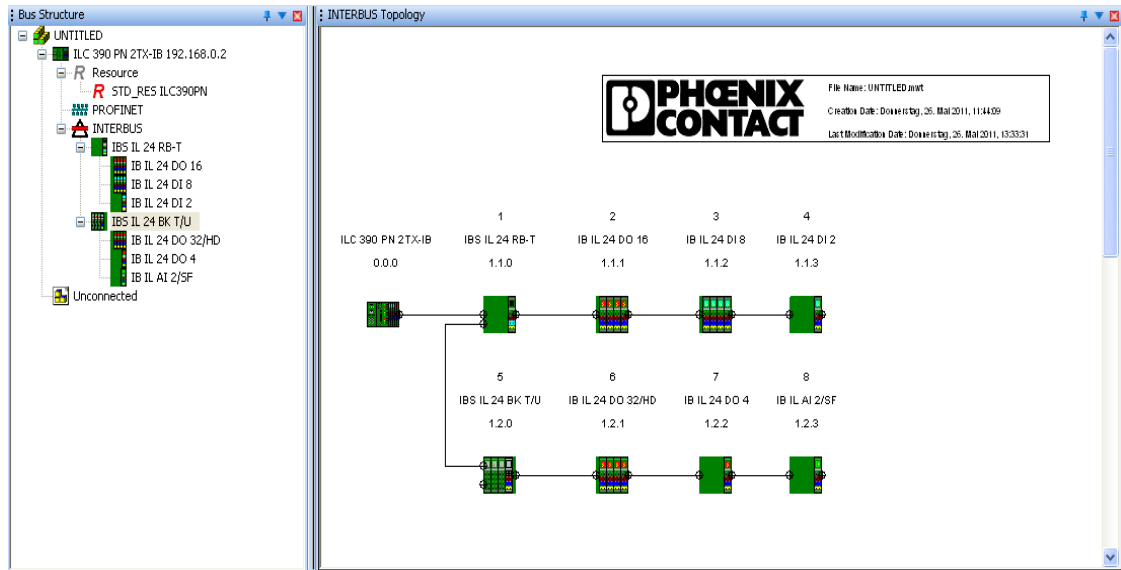 Bus Structure
UNTITLED
ILC 390 PN 2TX-IB 192.168.0.2
R Resource
R STD_RES ILC390PN
PROFINET
INTERBUS
IBS IL 24 RB-T
IB IL 24 DO 16
IB IL 24 DI 8
IB IL 24 DI 2
IBS IL 24 BK T/U
IB IL 24 DO 32/HD
IB IL 24 DO 4
IB IL AI 2/SF
Unconnected
INTERBUS Topology
PHŒNIX
CONTACT
File Name: UNTITLED.mwt
Creation Date: Donnerstag, 26. Mai 2011, 11:44:09
Last Modification Date: Donnerstag, 26. Mai 2011, 13:33:31
1 2 3 4
ILC 390 PN 2TX-IB IBS IL 24 RB-T IB IL 24 DO 16 IB IL 24 DI 8 IB IL 24 DI 2
0.0.0 1.1.0 1.1.1 1.1.2 1.1.3
5 6 7 8
IBS IL 24 BK T/U IB IL 24 DO 32/HD IB IL 24 DO 4 IB IL AI 2/SF
1.2.0 1.2.1 1.2.2 1.2.3